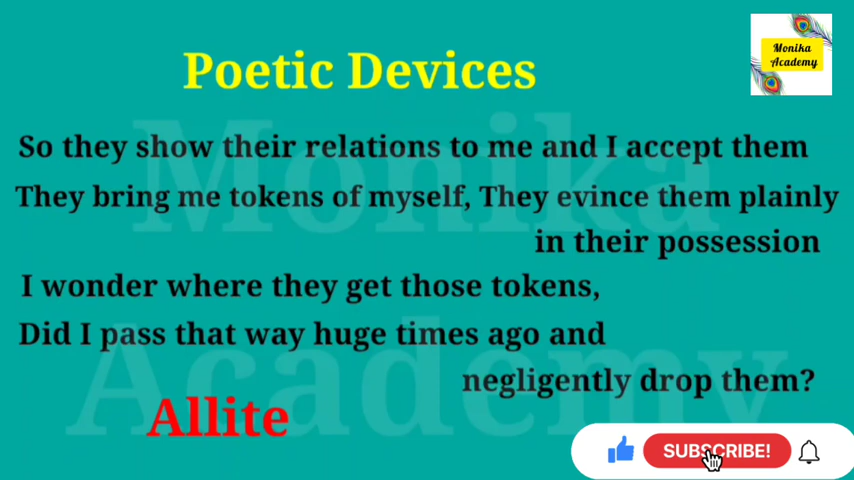 Poetic Devices
Monika
Academy
So they show their relations to me and I accept them
They bring me tokens of myself, They evince them plainly
in their possession
I wonder where they get those tokens,
Did I pass that way huge times ago and
negligently drop them?
Allite
SUBSCRIBE!
Monika
Academy